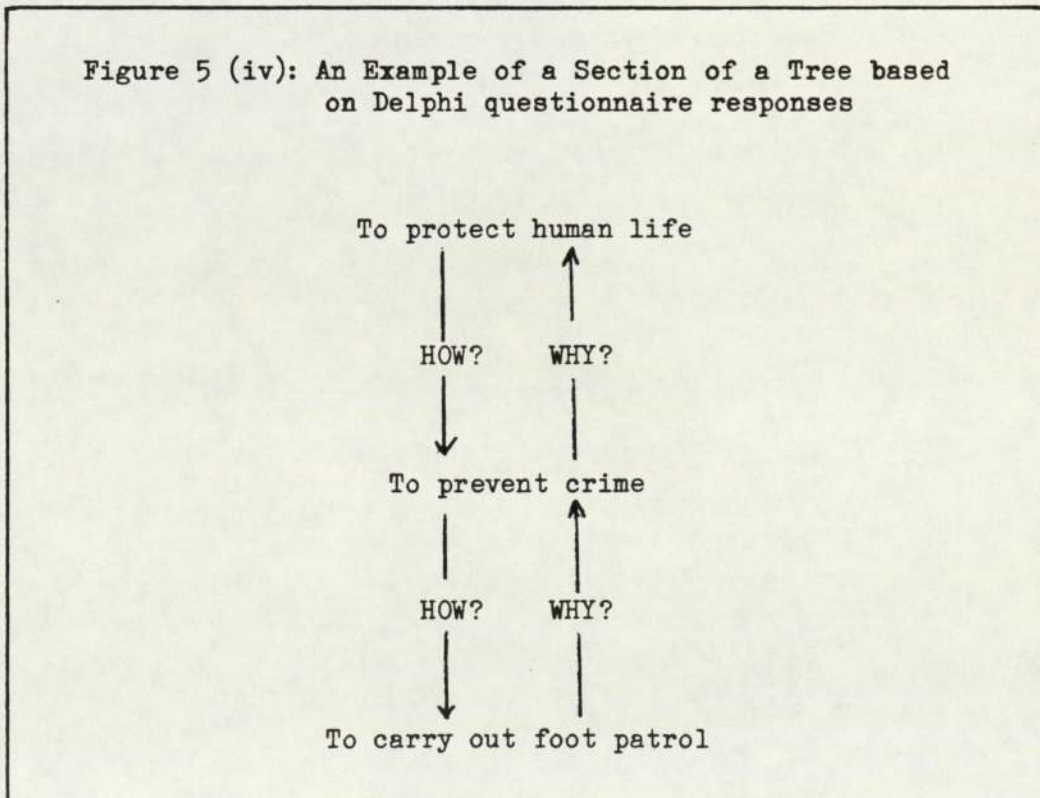 Figure 5 (iv): An Example of a Section of a Tree based
on Delphi questionnaire responses
To protect human life
HOW? WHY?
To prevent crime
HOW? WHY?
To carry out foot patrol